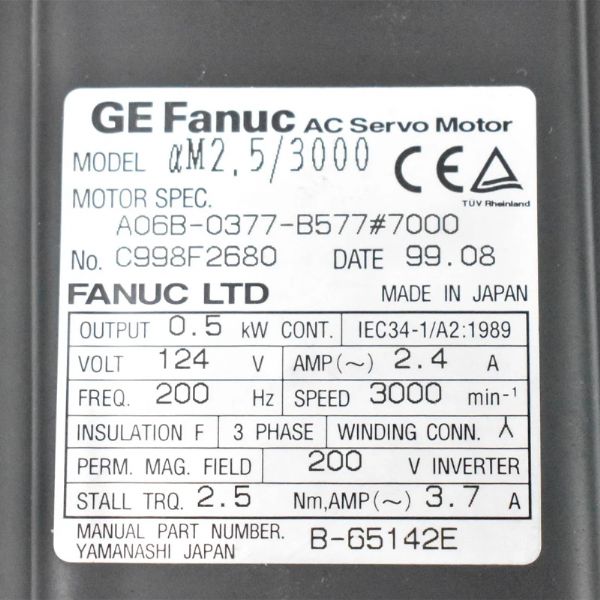 GE Fanuc AC Servo Motor
MODEL αM2.5/3000
CE TÜV Rheinland
MOTOR SPEC.
A06B-0377-B577#7000
No. C998F2680 DATE 99.08
FANUC LTD MADE IN JAPAN
OUTPUT 0.5 kW CONT. IEC34-1/A2:1989
VOLT 124 V AMP(~) 2.4 A
FREQ. 200 Hz SPEED 3000 min-1
INSULATION F 3 PHASE WINDING CONN. 人
PERM. MAG. FIELD 200 V INVERTER
STALL TRQ. 2.5 Nm,AMP(~) 3.7 A
MANUAL PART NUMBER. B-65142E
YAMANASHI JAPAN